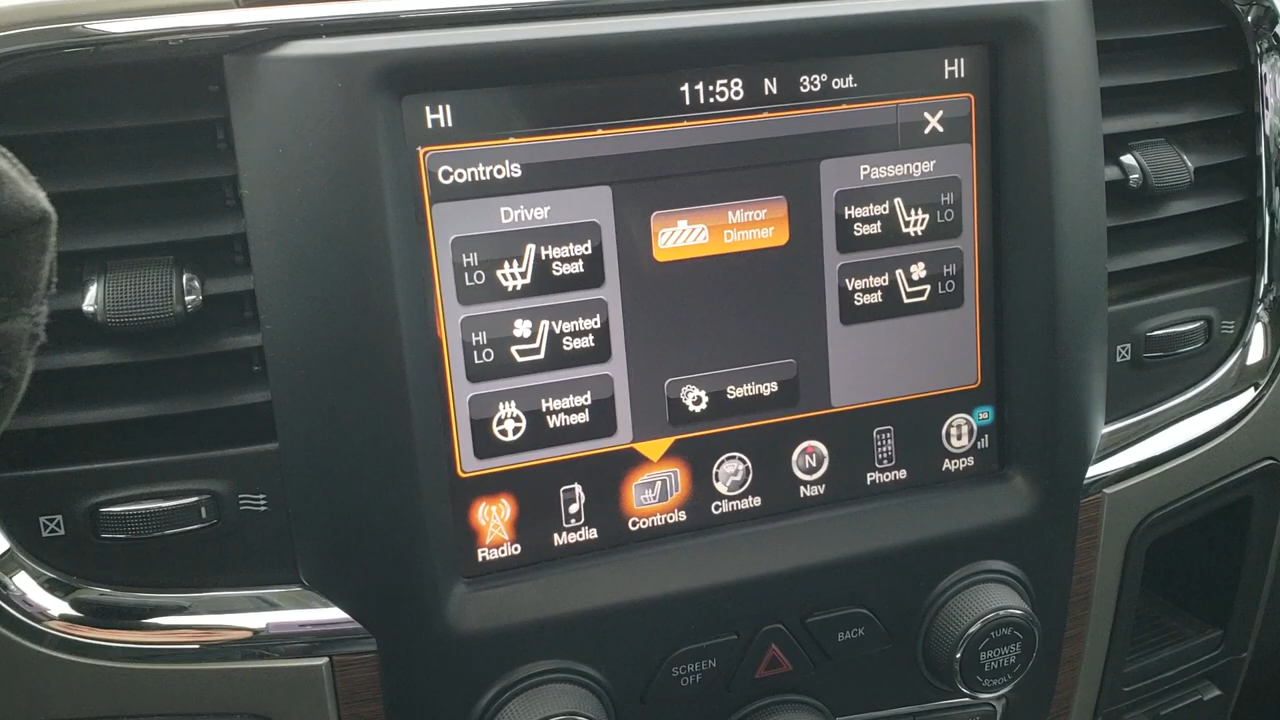 HI 11:58 N 33° out. HI
Controls X
Driver
HI
LO
Heated
Seat
HI
LO
Vented
Seat
Heated
Wheel
Mirror
Dimmer
Settings
Passenger
Heated
Seat
HI
LO
Vented
Seat
HI
LO
Radio
Media
Controls
Climate
N
Nav
Phone
3G
Apps
SCREEN
OFF
BACK
TUNE
BROWSE
ENTER
SCROLL